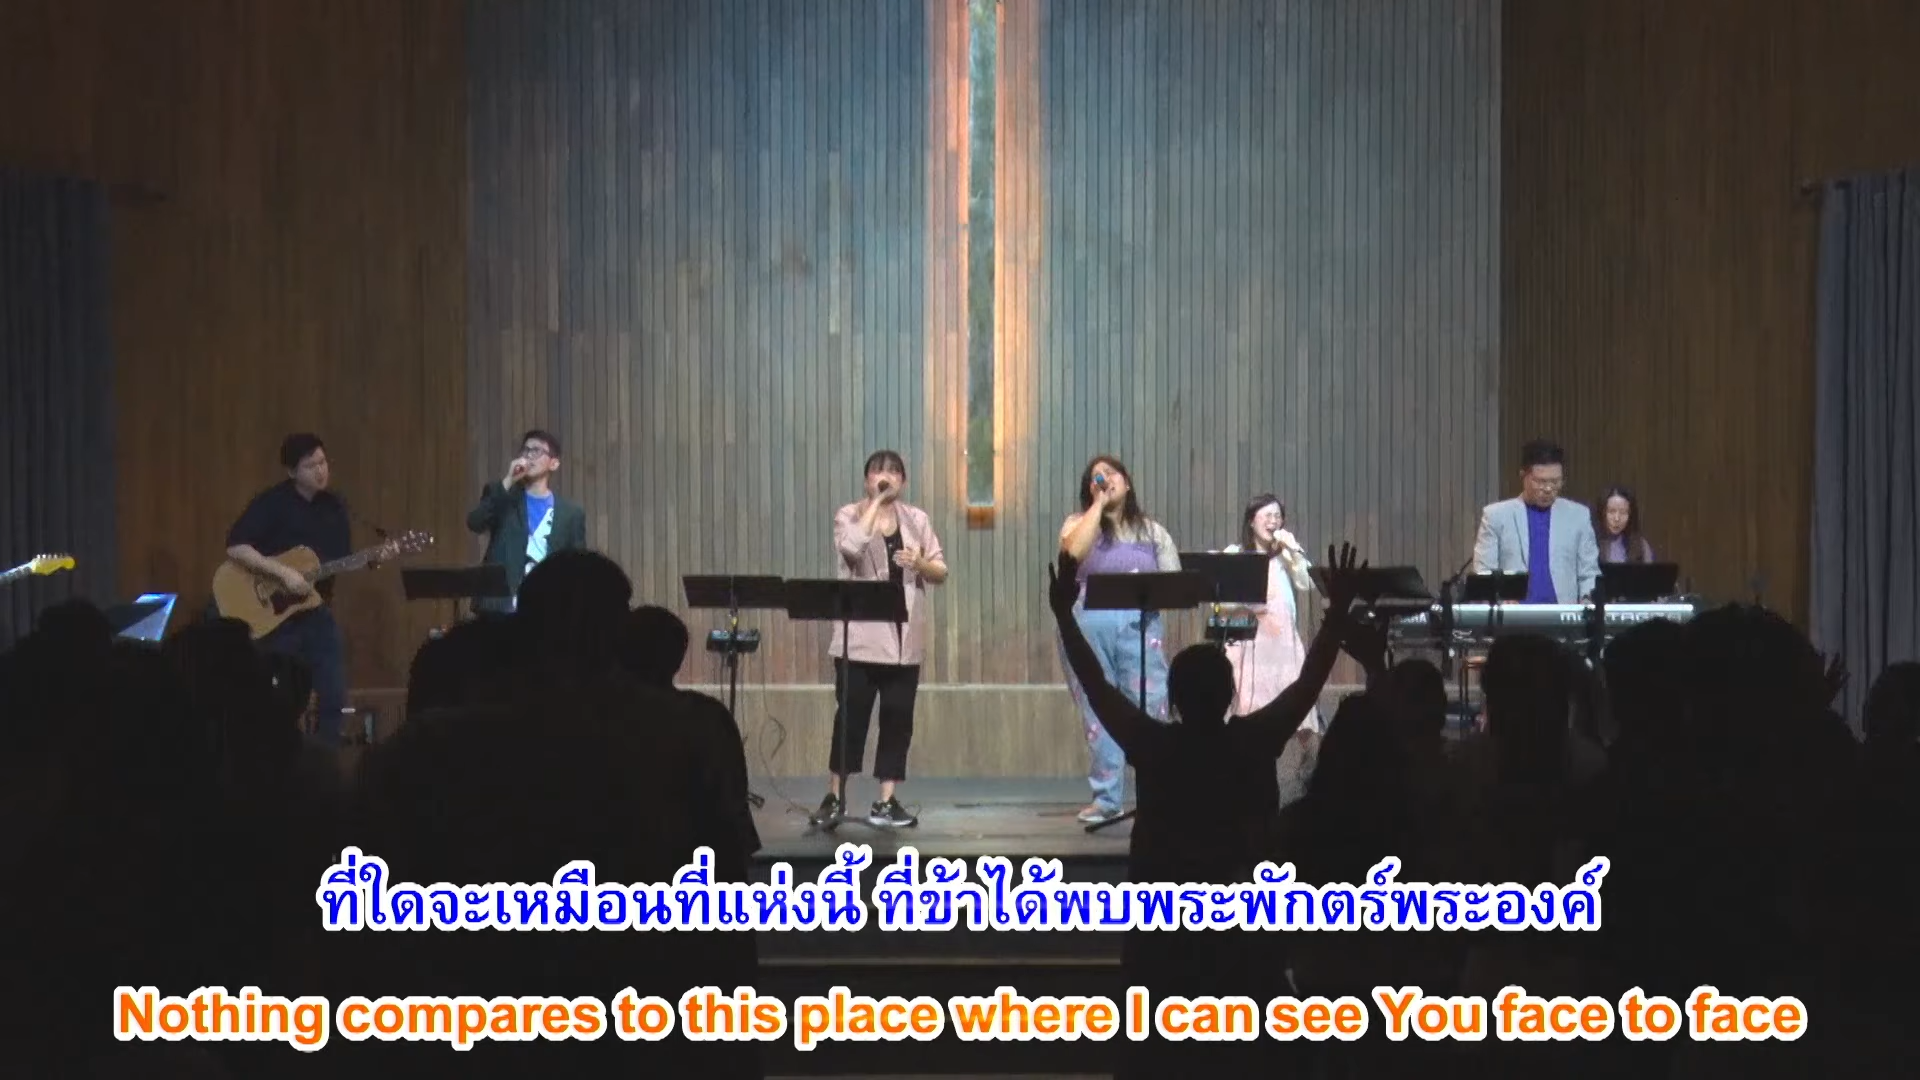 ที่ใดจะเหมือนที่แห่งนี้ ที่ข้าได้พบพระพักตร์พระองค์
Nothing compares to this place where I can see You face to face